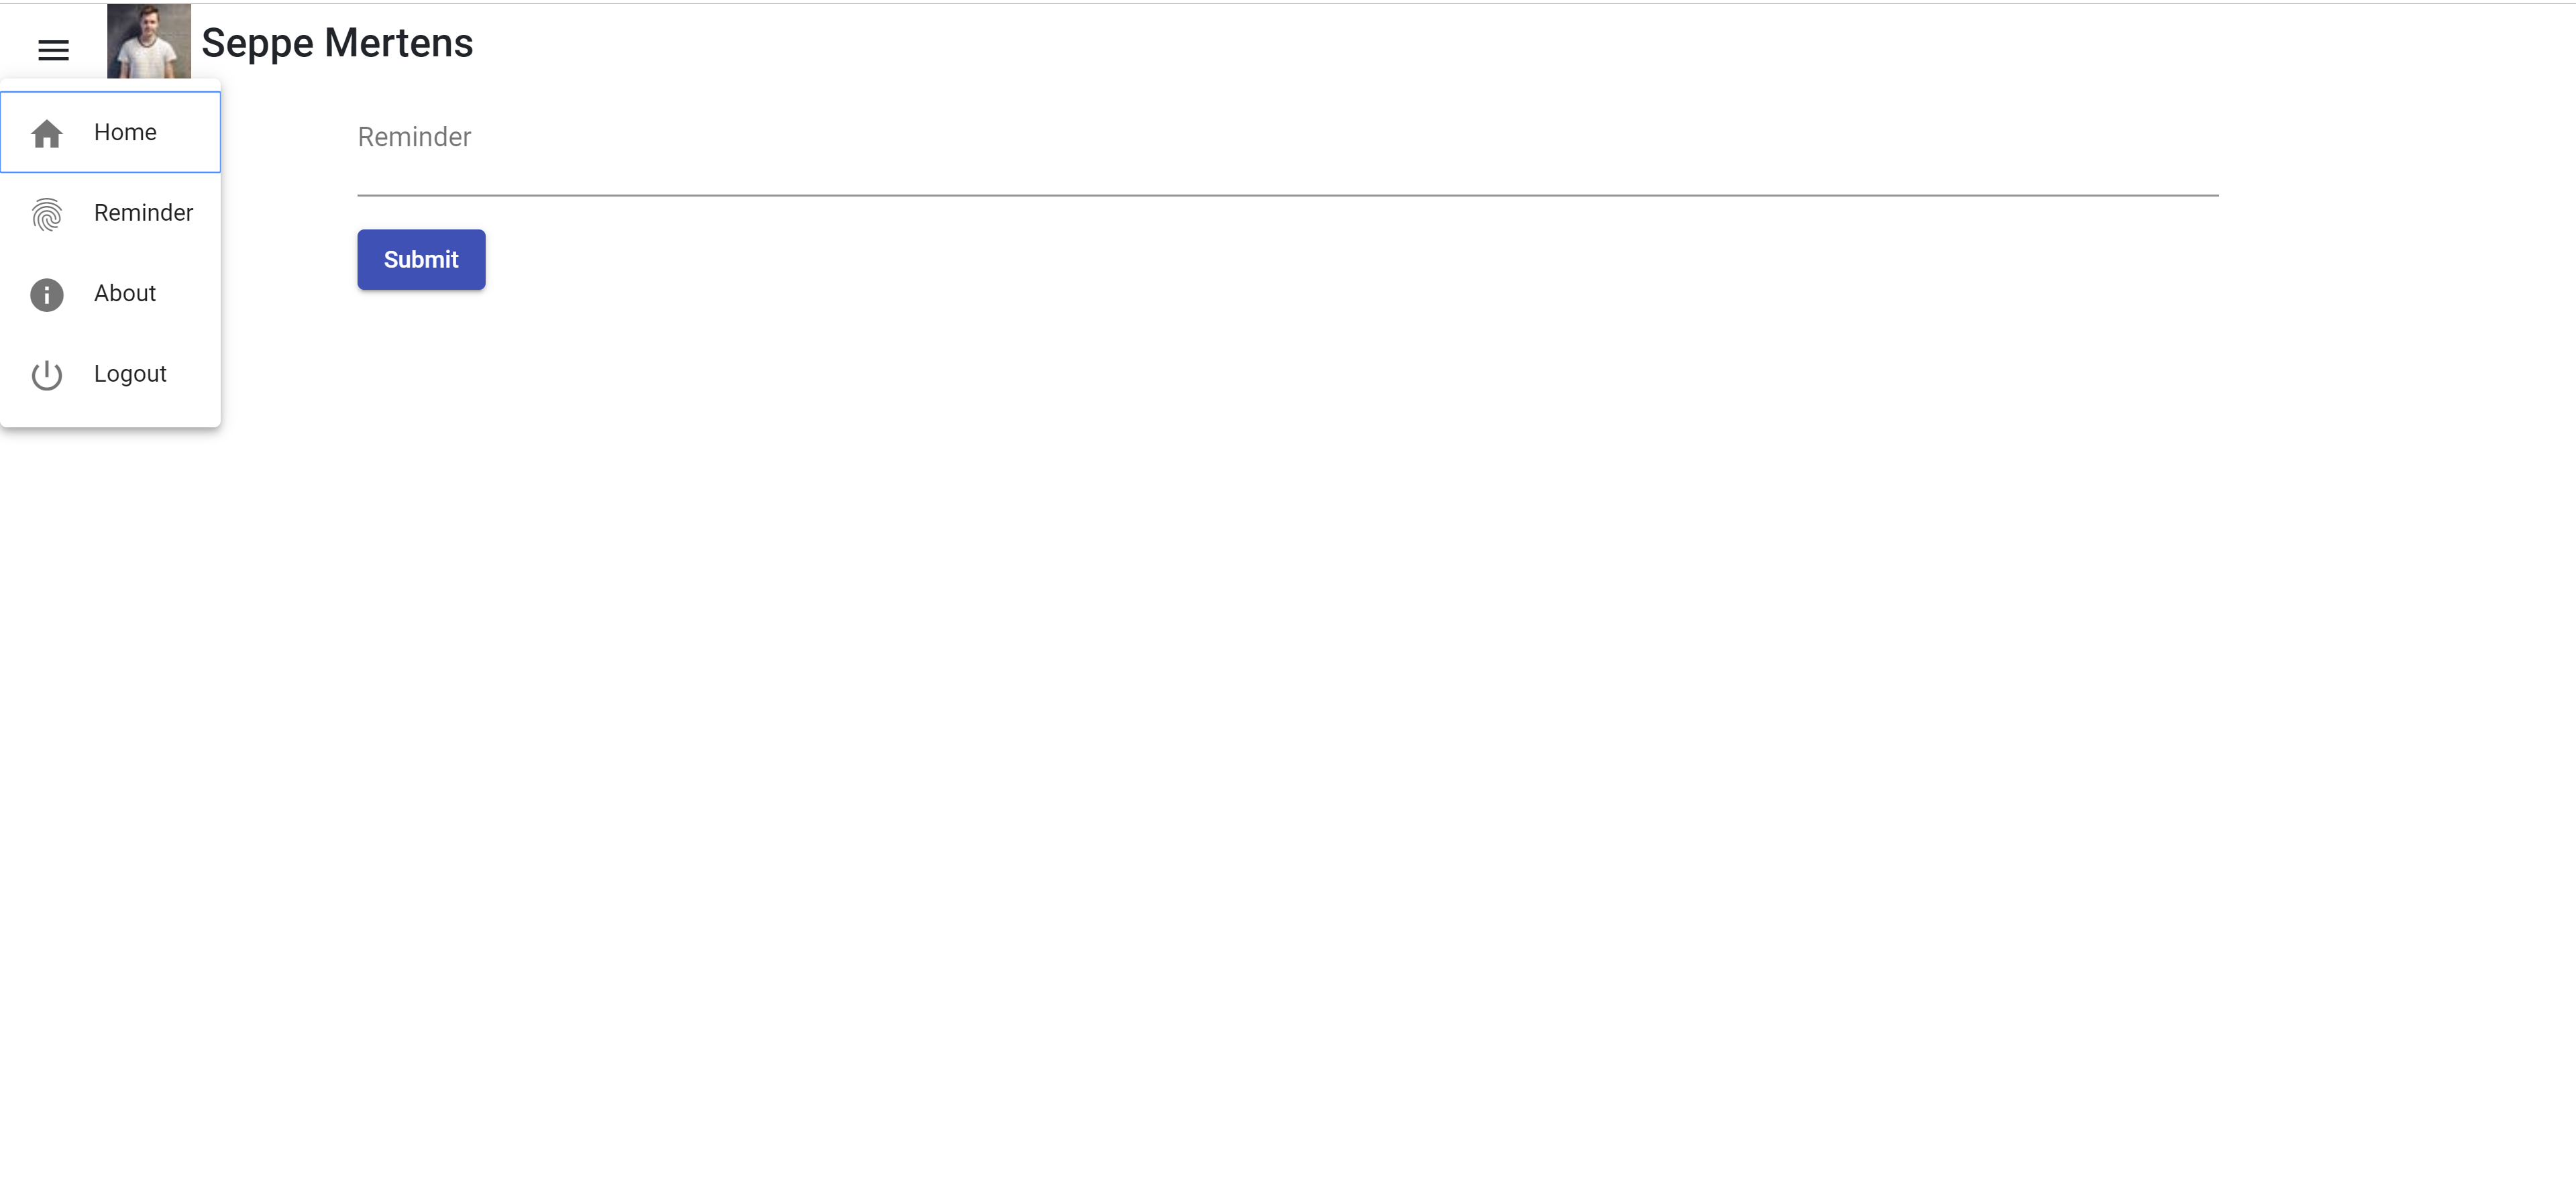 Seppe Mertens
Home
Reminder
About
Logout
Reminder
Submit